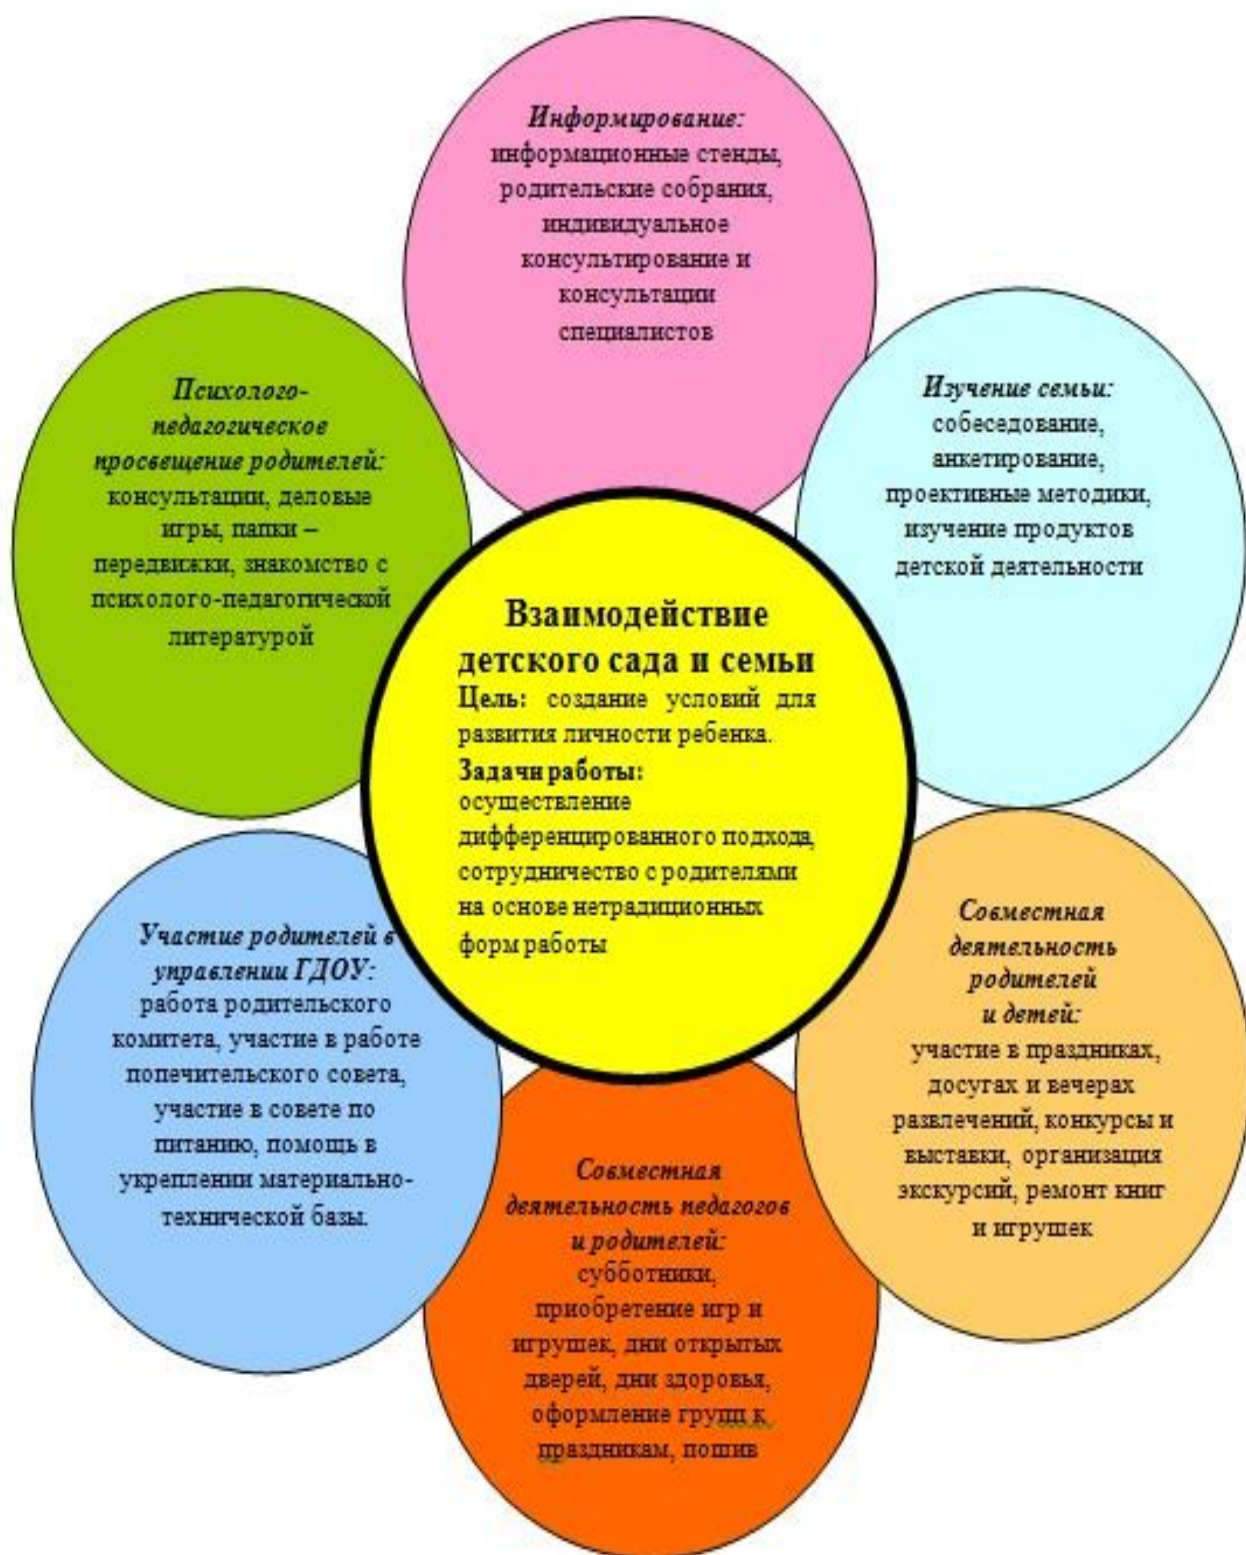 Информирование:
информационные стенды,
родительские собрания,
индивидуальное
консультирование и
консультации
специалистов
Психолого-
педагогическое
просвещение родителей:
консультации, деловые
игры, папки –
передвижки, знакомство с
психолого-педагогической
литературой
Изучение семьи:
собеседование,
анкетирование,
проективные методики,
изучение продуктов
детской деятельности
Взаимодействие
детского сада и семьи
Цель: создание условий для
развития личности ребенка.
Задачи работы:
осуществление
дифференцированного подхода,
сотрудничество с родителями
на основе нетрадиционных
форм работы
Участие родителей в
управлении ГДОУ:
работа родительского
комитета, участие в работе
попечительского совета,
участие в совете по
питанию, помощь в
укреплении материально-
технической базы.
Совместная
деятельность
родителей
и детей:
участие в праздниках,
досугах и вечерах
развлечений, конкурсы и
выставки, организация
экскурсий, ремонт книг
и игрушек
Совместная
деятельность педагогов
и родителей:
субботники,
приобретение игр и
игрушек, дни открытых
дверей, дни здоровья,
оформление групп к
праздникам, пошив